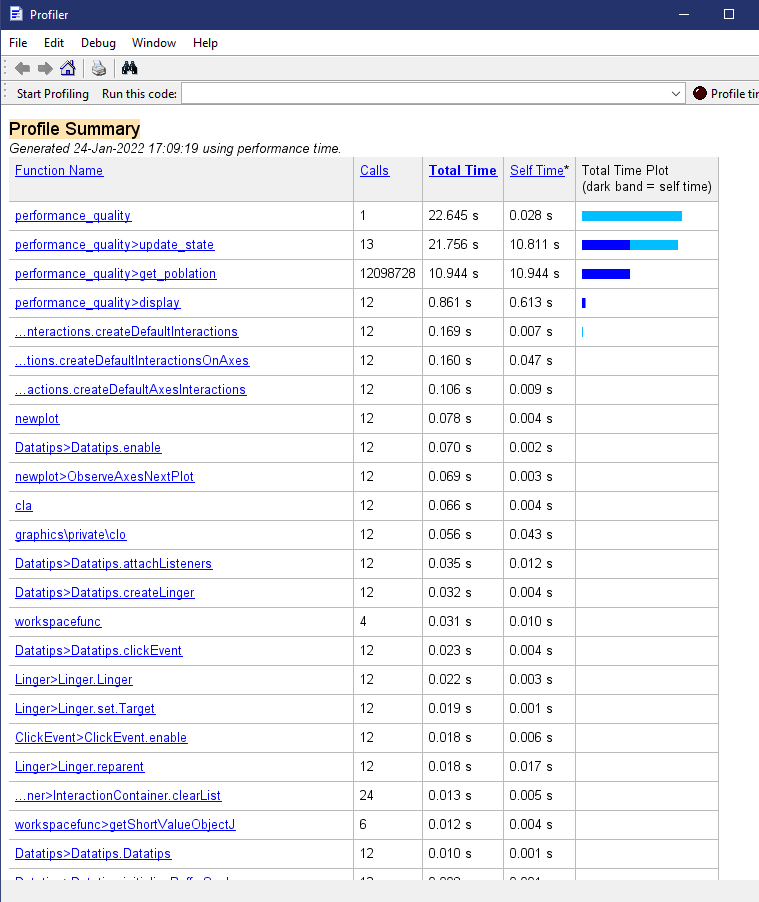 Profiler
File Edit Debug Window Help
Start Profiling Run this code: Profile tim
Profile Summary
Generated 24-Jan-2022 17:09:19 using performance time.
Function Name Calls Total Time Self Time* Total Time Plot
(dark band = self time)
performance_quality 1 22.645 s 0.028 s
performance_quality>update_state 13 21.756 s 10.811 s
performance_quality>get_poblation 12098728 10.944 s 10.944 s
performance_quality>display 12 0.861 s 0.613 s
...nteractions.createDefaultInteractions 12 0.169 s 0.007 s
...tions.createDefaultInteractionsOnAxes 12 0.160 s 0.047 s
...actions.createDefaultAxesInteractions 12 0.106 s 0.009 s
newplot 12 0.078 s 0.004 s
Datatips>Datatips.enable 12 0.070 s 0.002 s
newplot>ObserveAxesNextPlot 12 0.069 s 0.003 s
cla 12 0.066 s 0.004 s
graphics\private\clo 12 0.056 s 0.043 s
Datatips>Datatips.attachListeners 12 0.035 s 0.012 s
Datatips>Datatips.createLinger 12 0.032 s 0.004 s
workspacefunc 4 0.031 s 0.010 s
Datatips>Datatips.clickEvent 12 0.023 s 0.004 s
Linger>Linger.Linger 12 0.022 s 0.003 s
Linger>Linger.set.Target 12 0.019 s 0.001 s
ClickEvent>ClickEvent.enable 12 0.018 s 0.006 s
Linger>Linger.reparent 12 0.018 s 0.017 s
...ner>InteractionContainer.clearList 24 0.013 s 0.005 s
workspacefunc>getShortValueObjectJ 6 0.012 s 0.004 s
Datatips>Datatips.Datatips 12 0.010 s 0.001 s